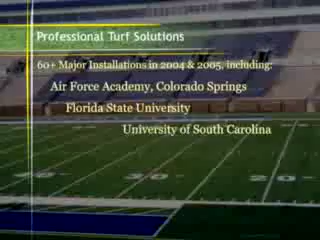 Professional Turf Solutions
60+ Major Installations in 2004 & 2005, including:
Air Force Academy, Colorado Springs
Florida State University
University of South Carolina
20